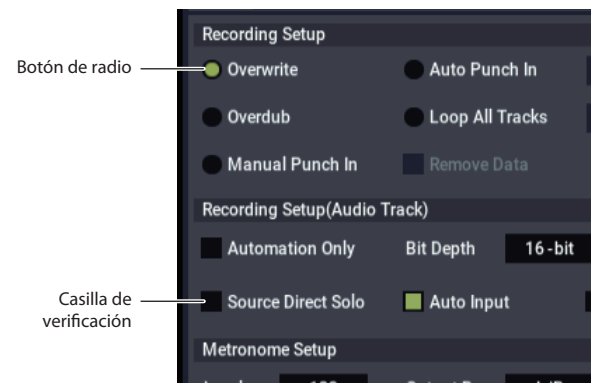 Recording Setup
Botón de radio
Overwrite Auto Punch In
Overdub Loop All Tracks
Manual Punch In Remove Data
Recording Setup(Audio Track)
Automation Only Bit Depth 16-bit
Casilla de
verificación
Source Direct Solo Auto Input
Metronome Setup